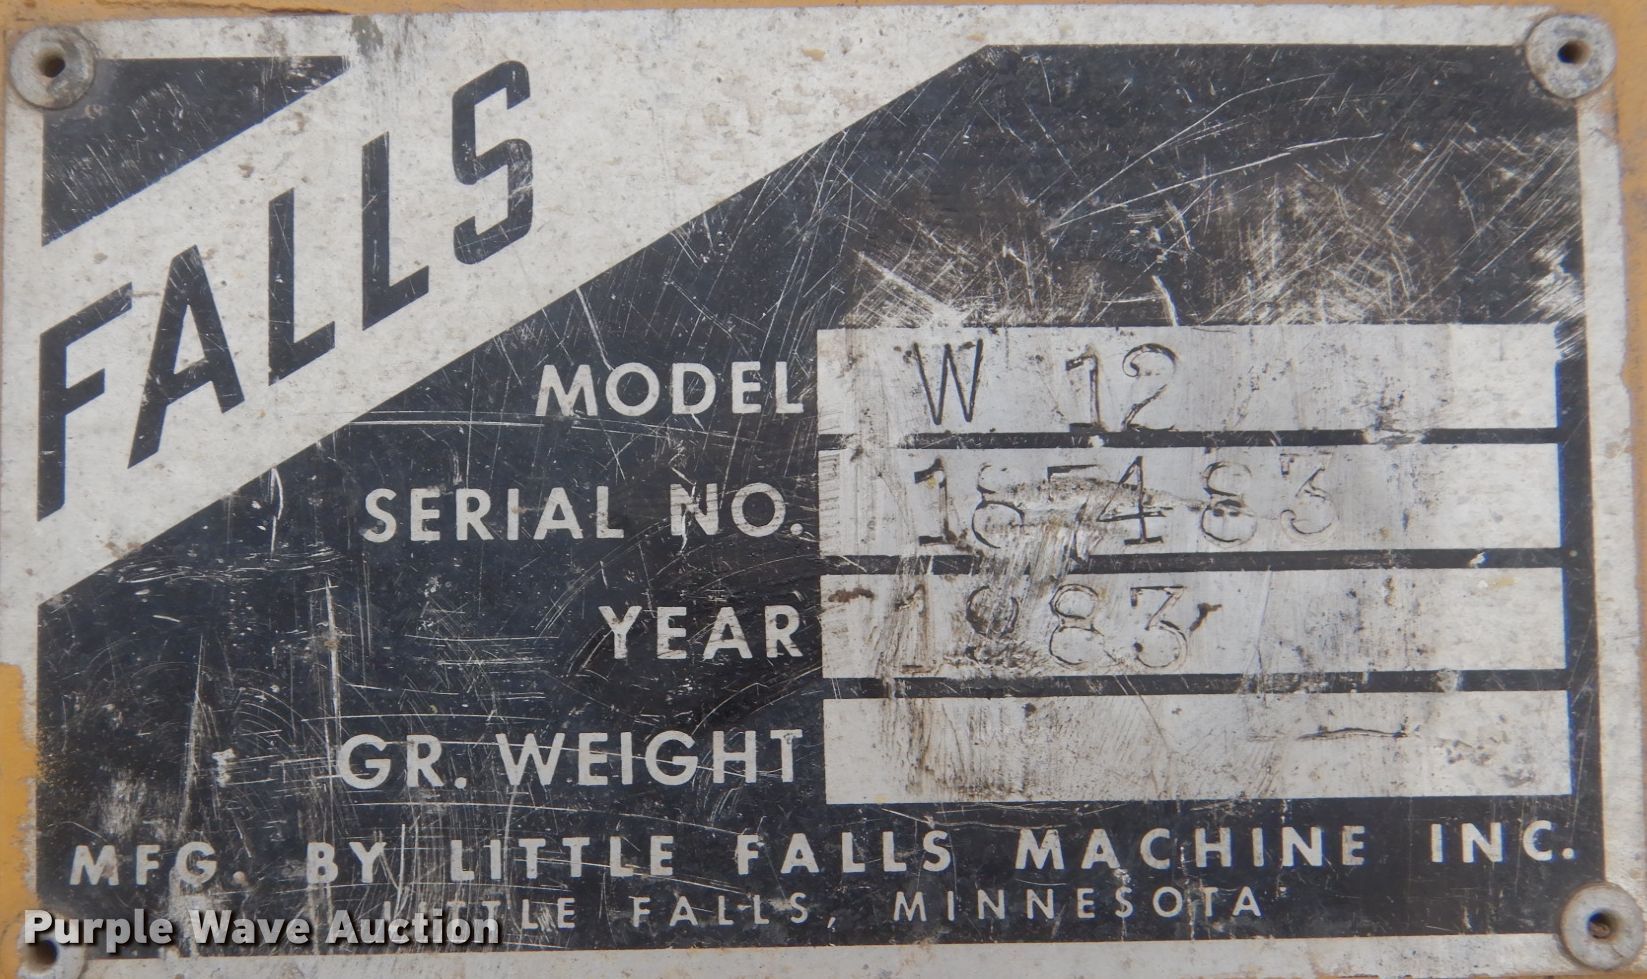 FALLS
MODEL W 12
SERIAL NO. 187483
YEAR 1983
GR. WEIGHT
MFG. BY LITTLE FALLS MACHINE INC.
LITTLE FALLS, MINNESOTA
Purple Wave Auction